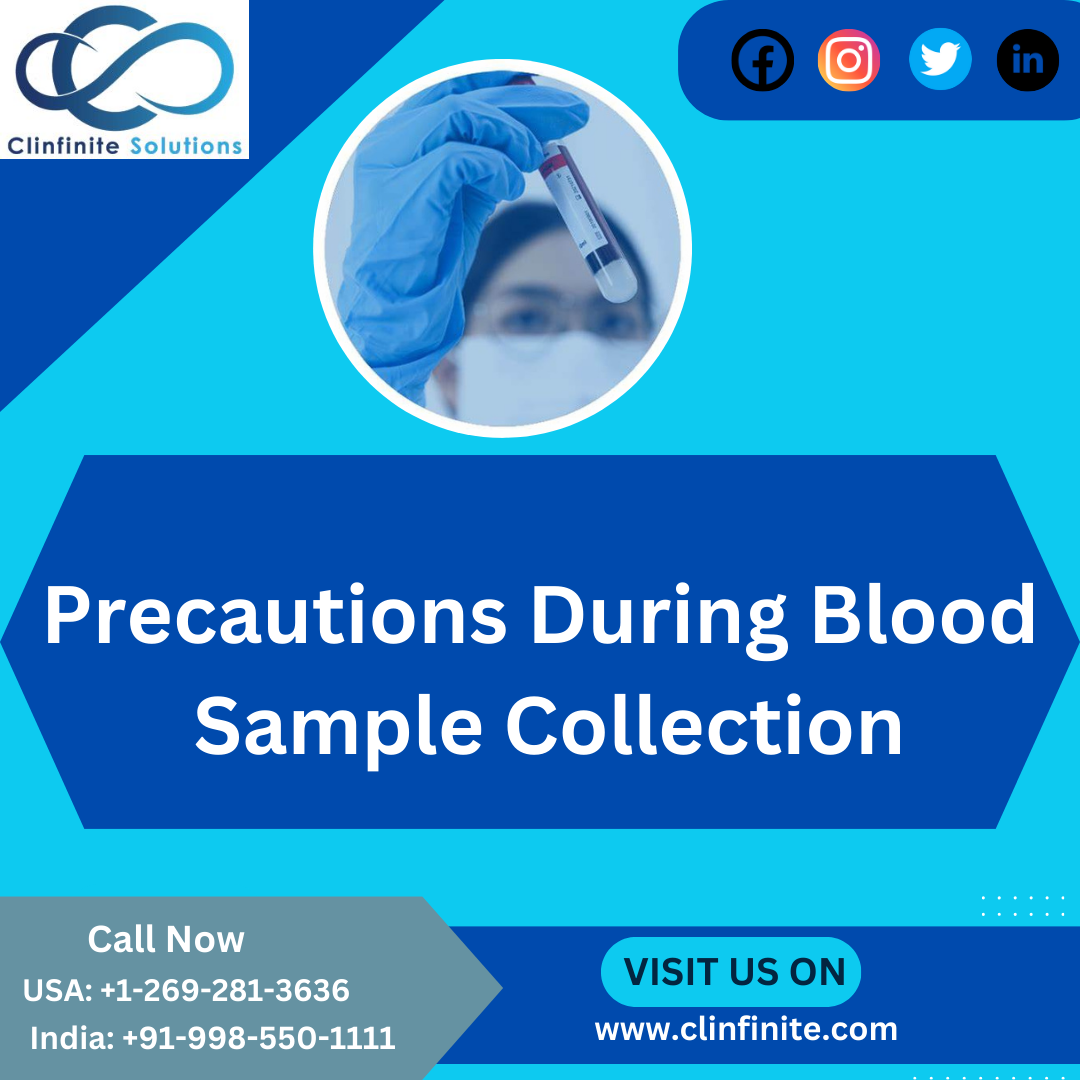 Clinfinite Solutions
Precautions During Blood
Sample Collection
Call Now
USA: +1-269-281-3636
India: +91-998-550-1111
VISIT US ON
www.clinfinite.com